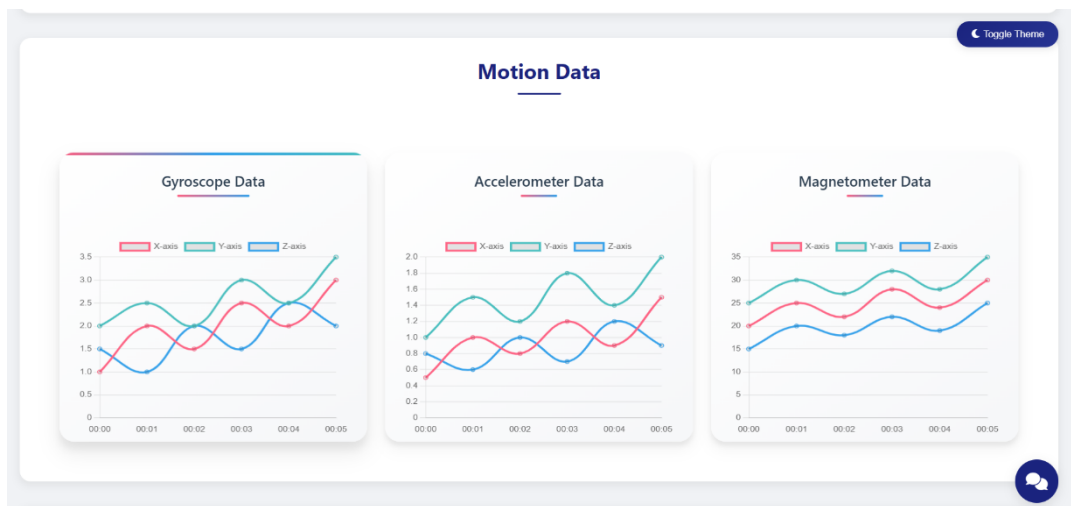 Toggle Theme
Motion Data
Gyroscope Data
X-axis Y-axis Z-axis
3.5
3.0
2.5
2.0
1.5
1.0
0.5
0
00:00 00:01 00:02 00:03 00:04 00:05
Accelerometer Data
X-axis Y-axis Z-axis
2.0
1.8
1.6
1.4
1.2
1.0
0.8
0.6
0.4
0.2
0
00:00 00:01 00:02 00:03 00:04 00:05
Magnetometer Data
X-axis Y-axis Z-axis
35
30
25
20
15
10
5
0
00:00 00:01 00:02 00:03 00:04 00:05